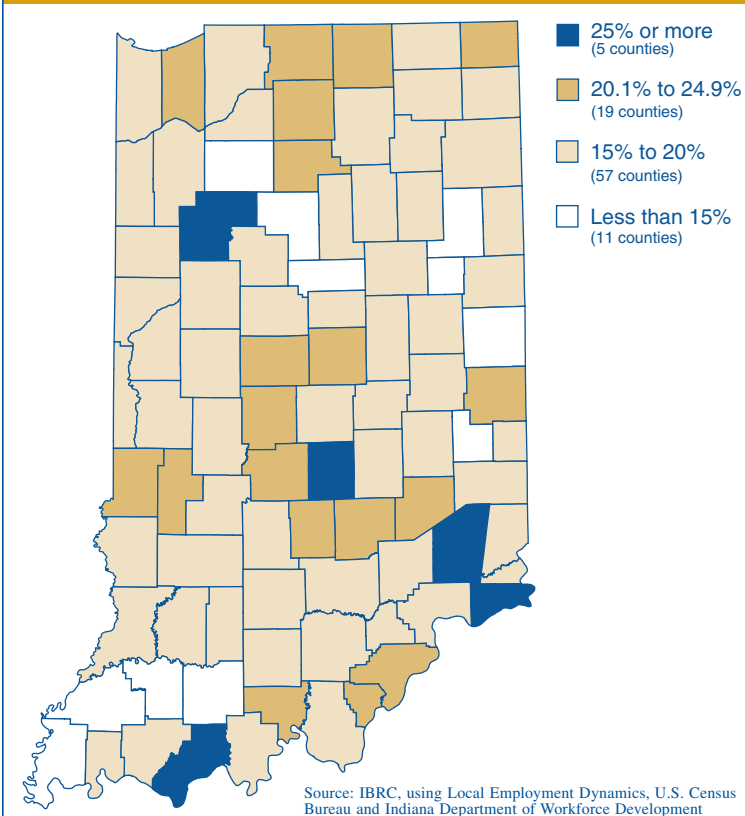 25% or more
(5 counties)
20.1% to 24.9%
(19 counties)
15% to 20%
(57 counties)
Less than 15%
(11 counties)
Source: IBRC, using Local Employment Dynamics, U.S. Census
Bureau and Indiana Department of Workforce Development